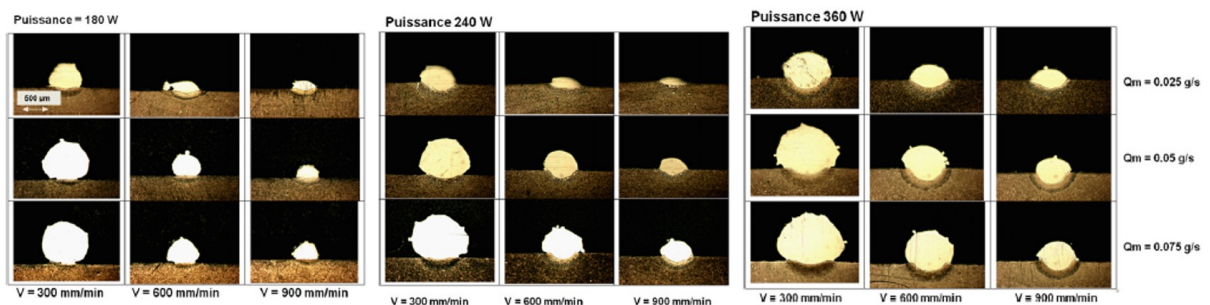 Puissance = 180 W
500 µm
V = 300 mm/min V = 600 mm/min V = 900 mm/min
Puissance 240 W
V = 300 mm/min V = 600 mm/min V = 900 mm/min
Puissance 360 W
Qm = 0.025 g/s
Qm = 0.05 g/s
Qm = 0.075 g/s
V = 300 mm/min V = 600 mm/min V = 900 mm/min